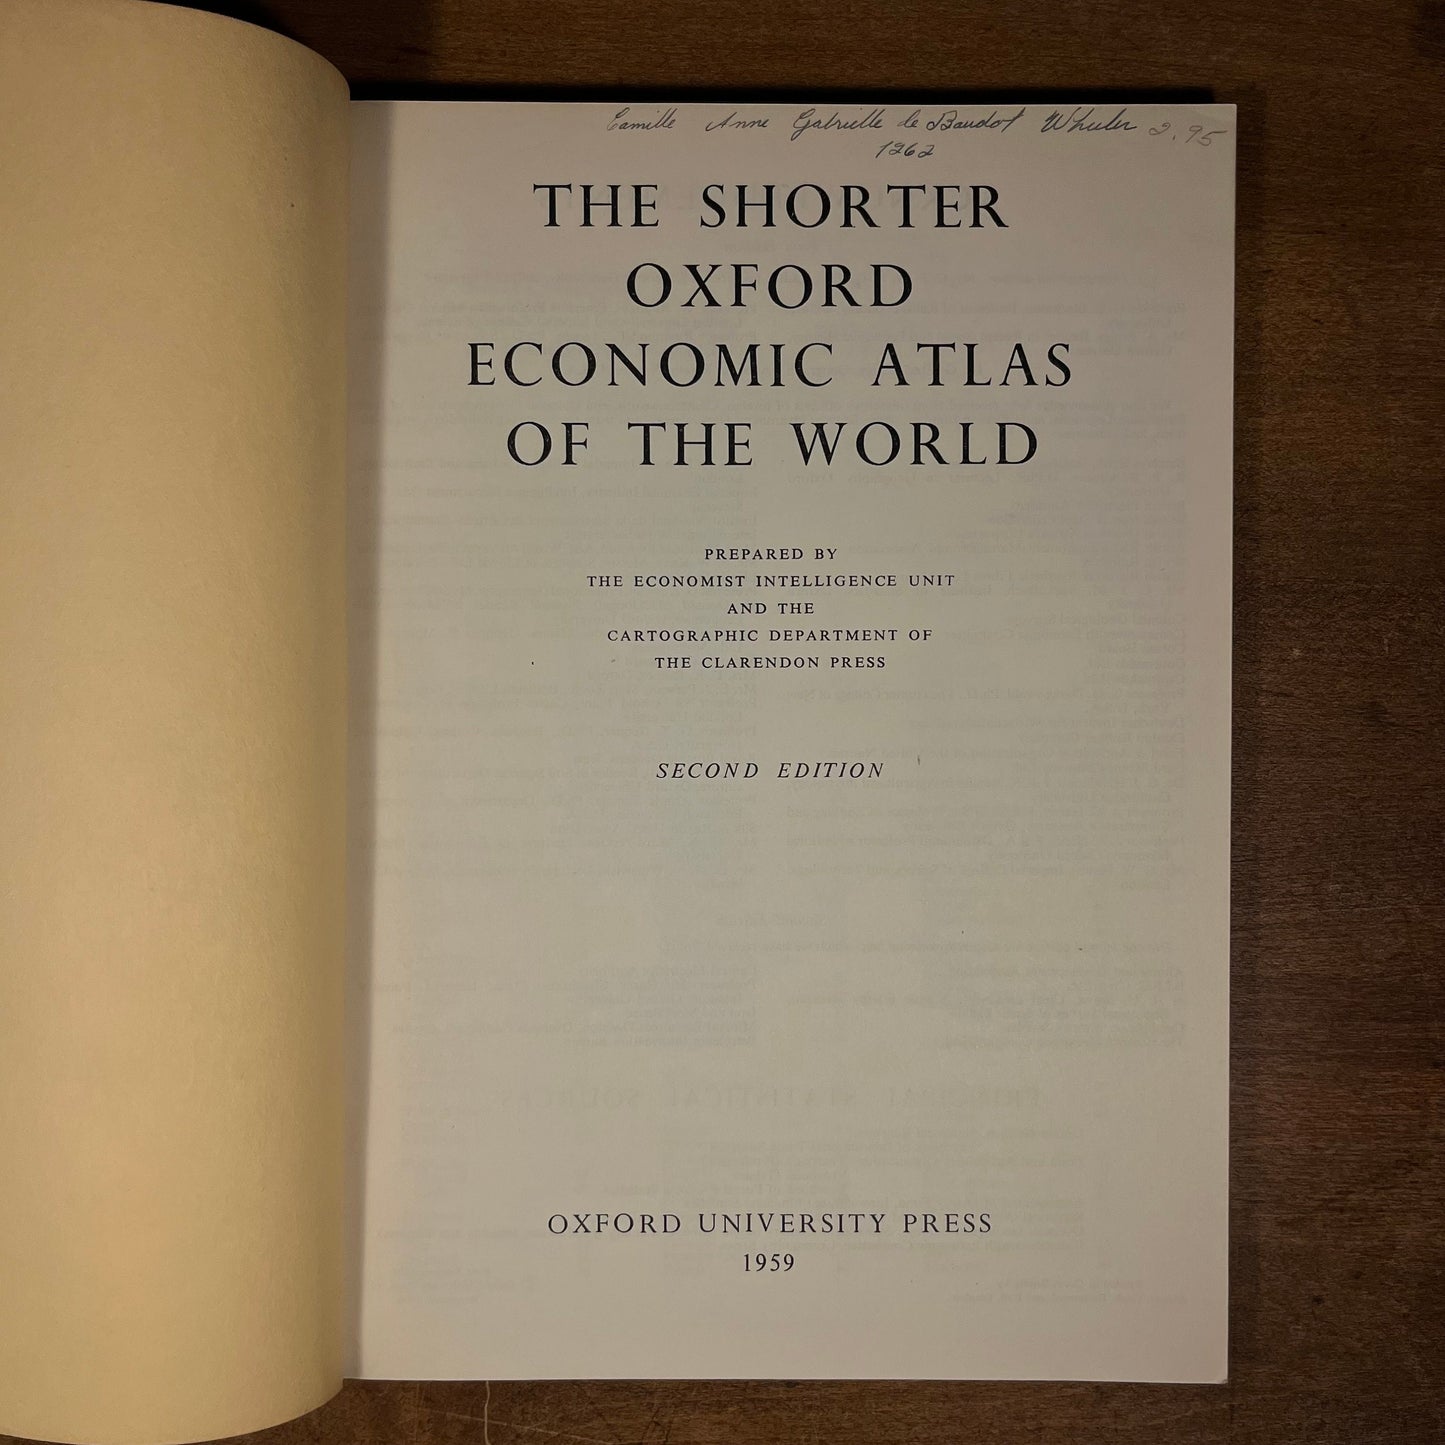 Camille Anne Gabrielle de Baudot Wheeler 2.95
1962
THE SHORTER
OXFORD
ECONOMIC ATLAS
OF THE WORLD
PREPARED BY
THE ECONOMIST INTELLIGENCE UNIT
AND THE
CARTOGRAPHIC DEPARTMENT OF
THE CLARENDON PRESS
SECOND EDITION
OXFORD UNIVERSITY PRESS
1959